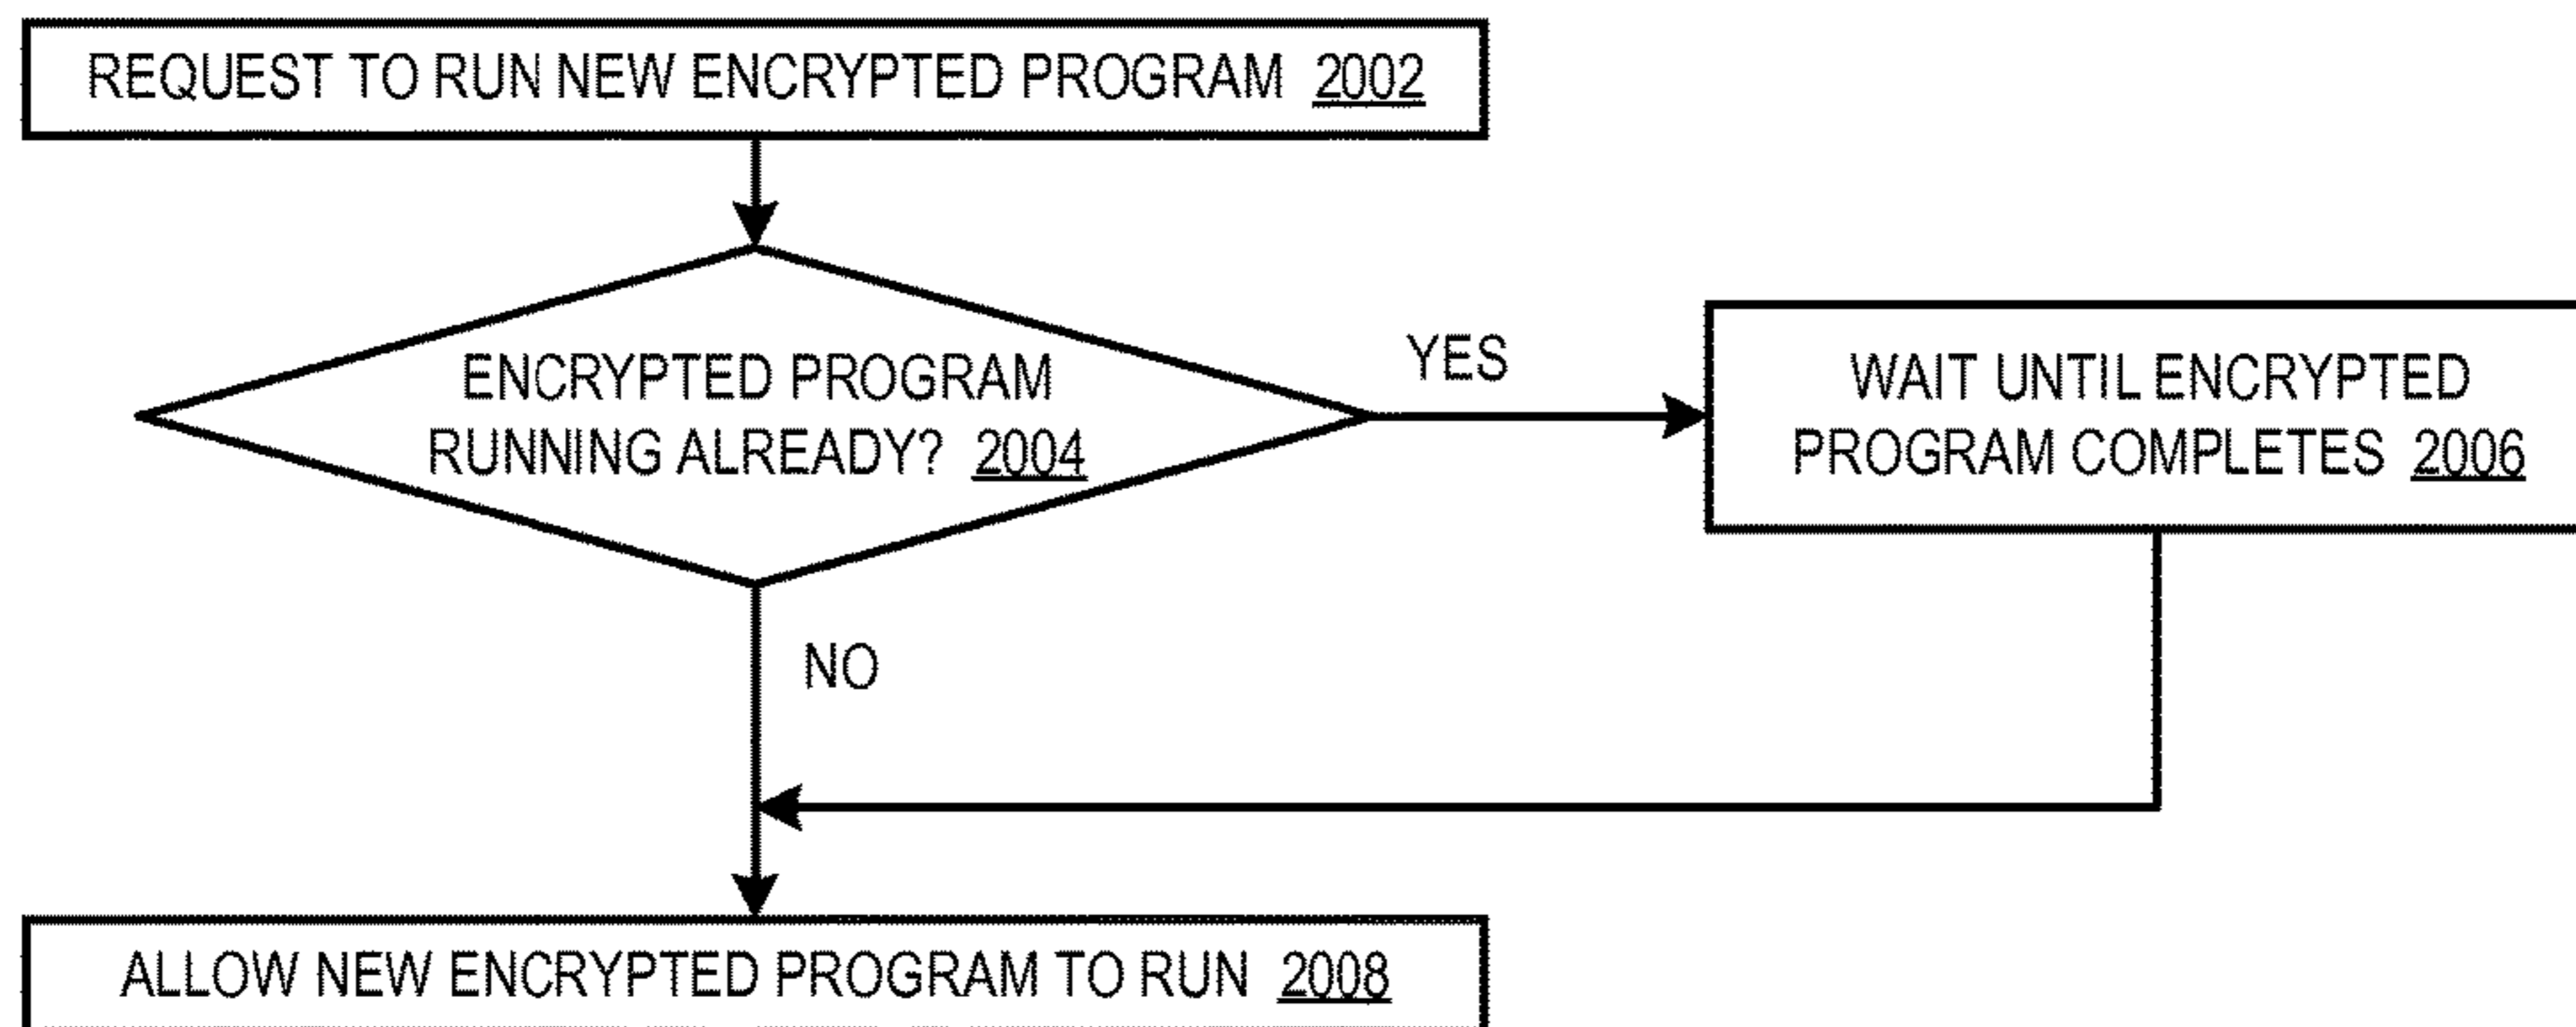 REQUEST TO RUN NEW ENCRYPTED PROGRAM 2002
ENCRYPTED PROGRAM
RUNNING ALREADY? 2004
YES
WAIT UNTIL ENCRYPTED
PROGRAM COMPLETES 2006
NO
ALLOW NEW ENCRYPTED PROGRAM TO RUN 2008